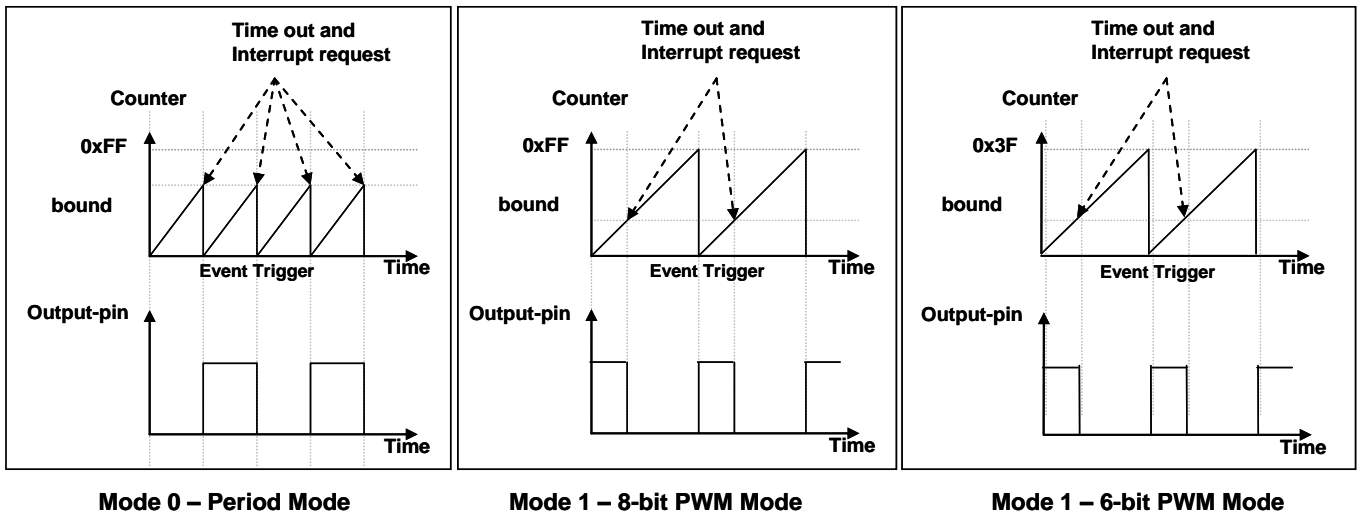 Time out and
Interrupt request
Counter
0xFF
bound
Event Trigger
Time
Output-pin
Time
Mode 0 – Period Mode
Time out and
Interrupt request
Counter
0xFF
bound
Event Trigger
Time
Output-pin
Time
Mode 1 – 8-bit PWM Mode
Time out and
Interrupt request
Counter
0x3F
bound
Event Trigger
Time
Output-pin
Time
Mode 1 – 6-bit PWM Mode